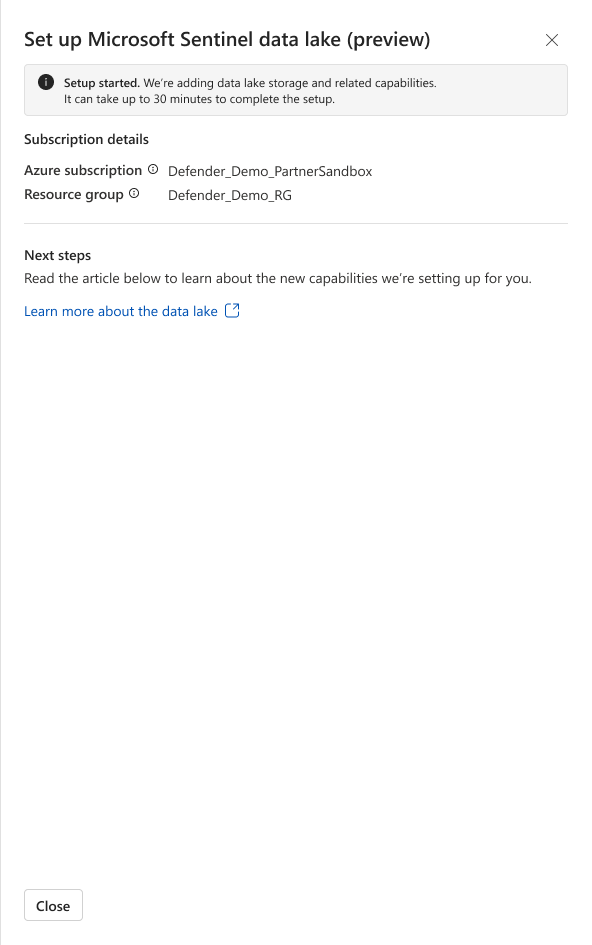 Set up Microsoft Sentinel data lake (preview)
Setup started. We're adding data lake storage and related capabilities.
It can take up to 30 minutes to complete the setup.
Subscription details
Azure subscription Defender_Demo_PartnerSandbox
Resource group Defender_Demo_RG
Next steps
Read the article below to learn about the new capabilities we're setting up for you.
Learn more about the data lake
Close